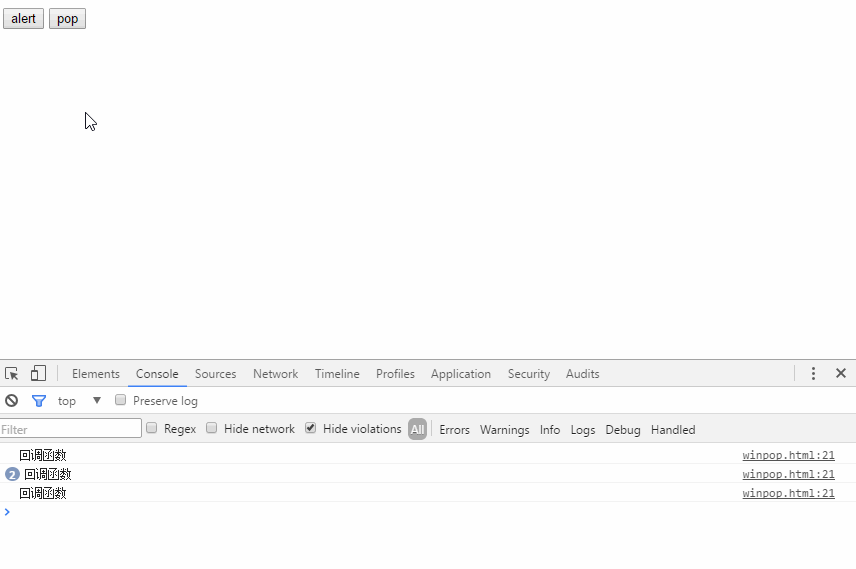 alert pop
Elements Console Sources Network Timeline Profiles Application Security Audits
top Preserve log
Filter Regex Hide network Hide violations All Errors Warnings Info Logs Debug Handled
回调函数 winpop.html:21
2 回调函数 winpop.html:21
回调函数 winpop.html:21